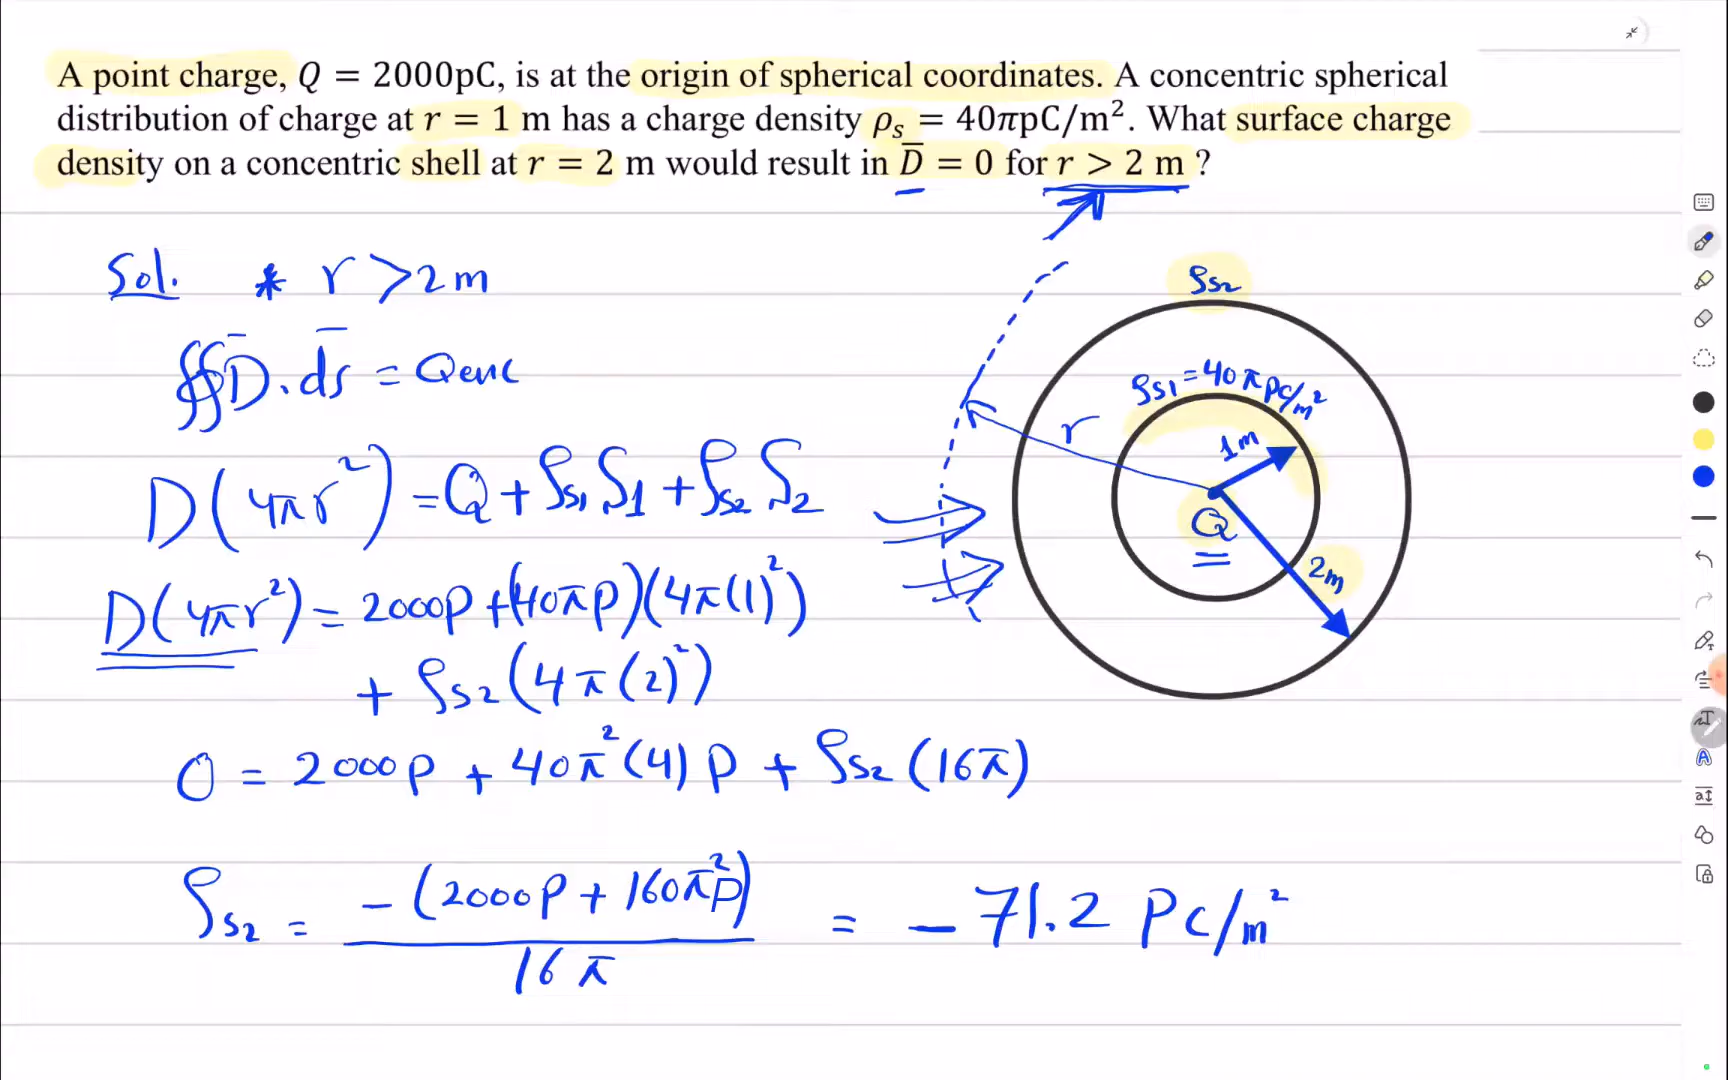 A point charge, Q = 2000pC, is at the origin of spherical coordinates. A concentric spherical
distribution of charge at r = 1 m has a charge density ρₛ = 40πpC/m². What surface charge
density on a concentric shell at r = 2 m would result in D̅ = 0 for r > 2 m ?
Sol. * r > 2m
∯ D̅ . d̅s̅ = Qenc
D(4πr²) = Q + ρs1 S1 + ρs2 S2
D(4πr²) = 2000p + (40πp)(4π(1)²)
+ ρs2 (4π(2)²)
0 = 2000p + 40π²(4)p + ρs2 (16π)
ρs2 = -(2000p + 160π²p) / 16π = -71.2 pC/m²
ρs2
ρs1 = 40π pC/m²
r
1m
Q
2m